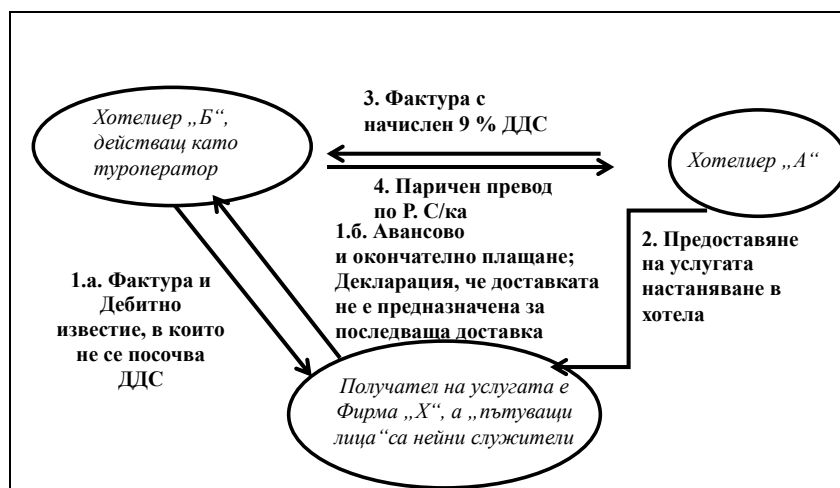 3. Фактура с
начислен 9 % ДДС
Хотелиер „Б“,
действащ като
туроператор
Хотелиер „А“
4. Паричен превод
по Р. С/ка
1.б. Авансово
и окончателно плащане;
Декларация, че доставката
не е предназначена за
последваща доставка
2. Предоставяне
на услугата
настаняване в
хотела
1.а. Фактура и
Дебитно
известие, в които
не се посочва
ДДС
Получател на услугата е
Фирма „Х“, а „пътуващи
лица“са нейни служители